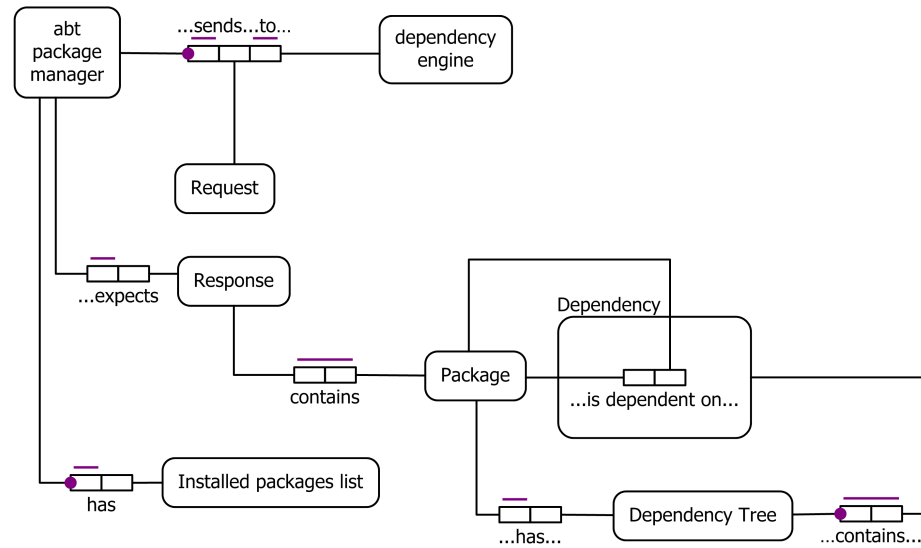 abt
package
manager
...sends...to...
dependency
engine
Request
...expects
Response
contains
Package
Dependency
...is dependent on...
has
Installed packages list
...has...
Dependency Tree
...contains...